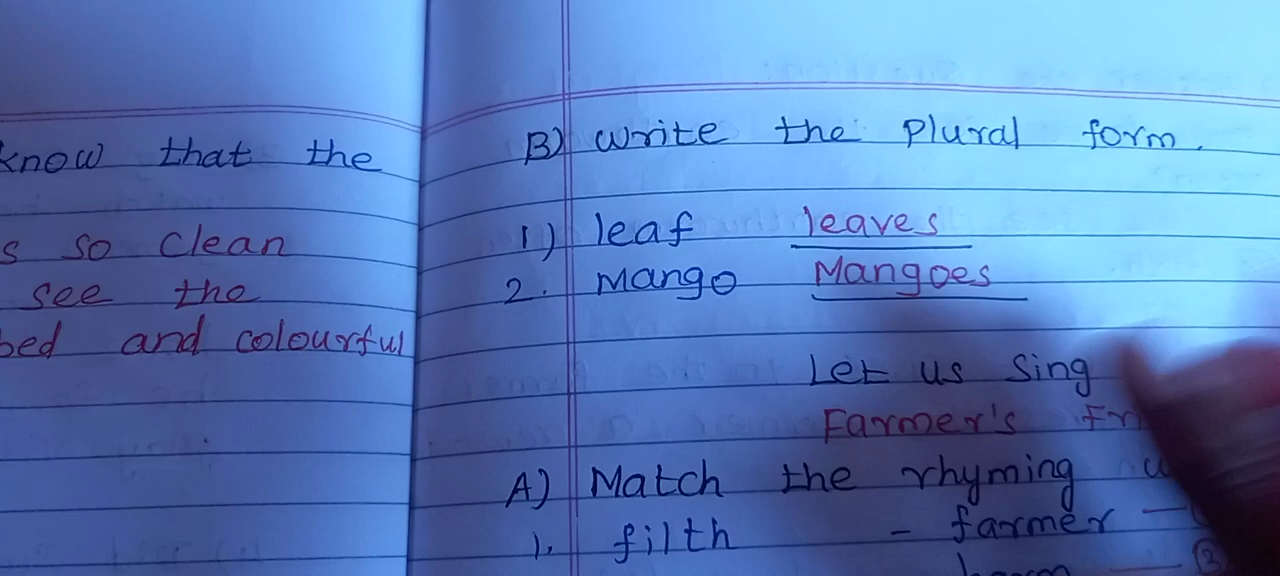 know that the
so clean
see the
and colourful
B) write the Plural form.
1) leaf leaves
2. Mango Mangoes
Let us Sing
Farmer's
A) Match the rhyming
1. filth - farmer —